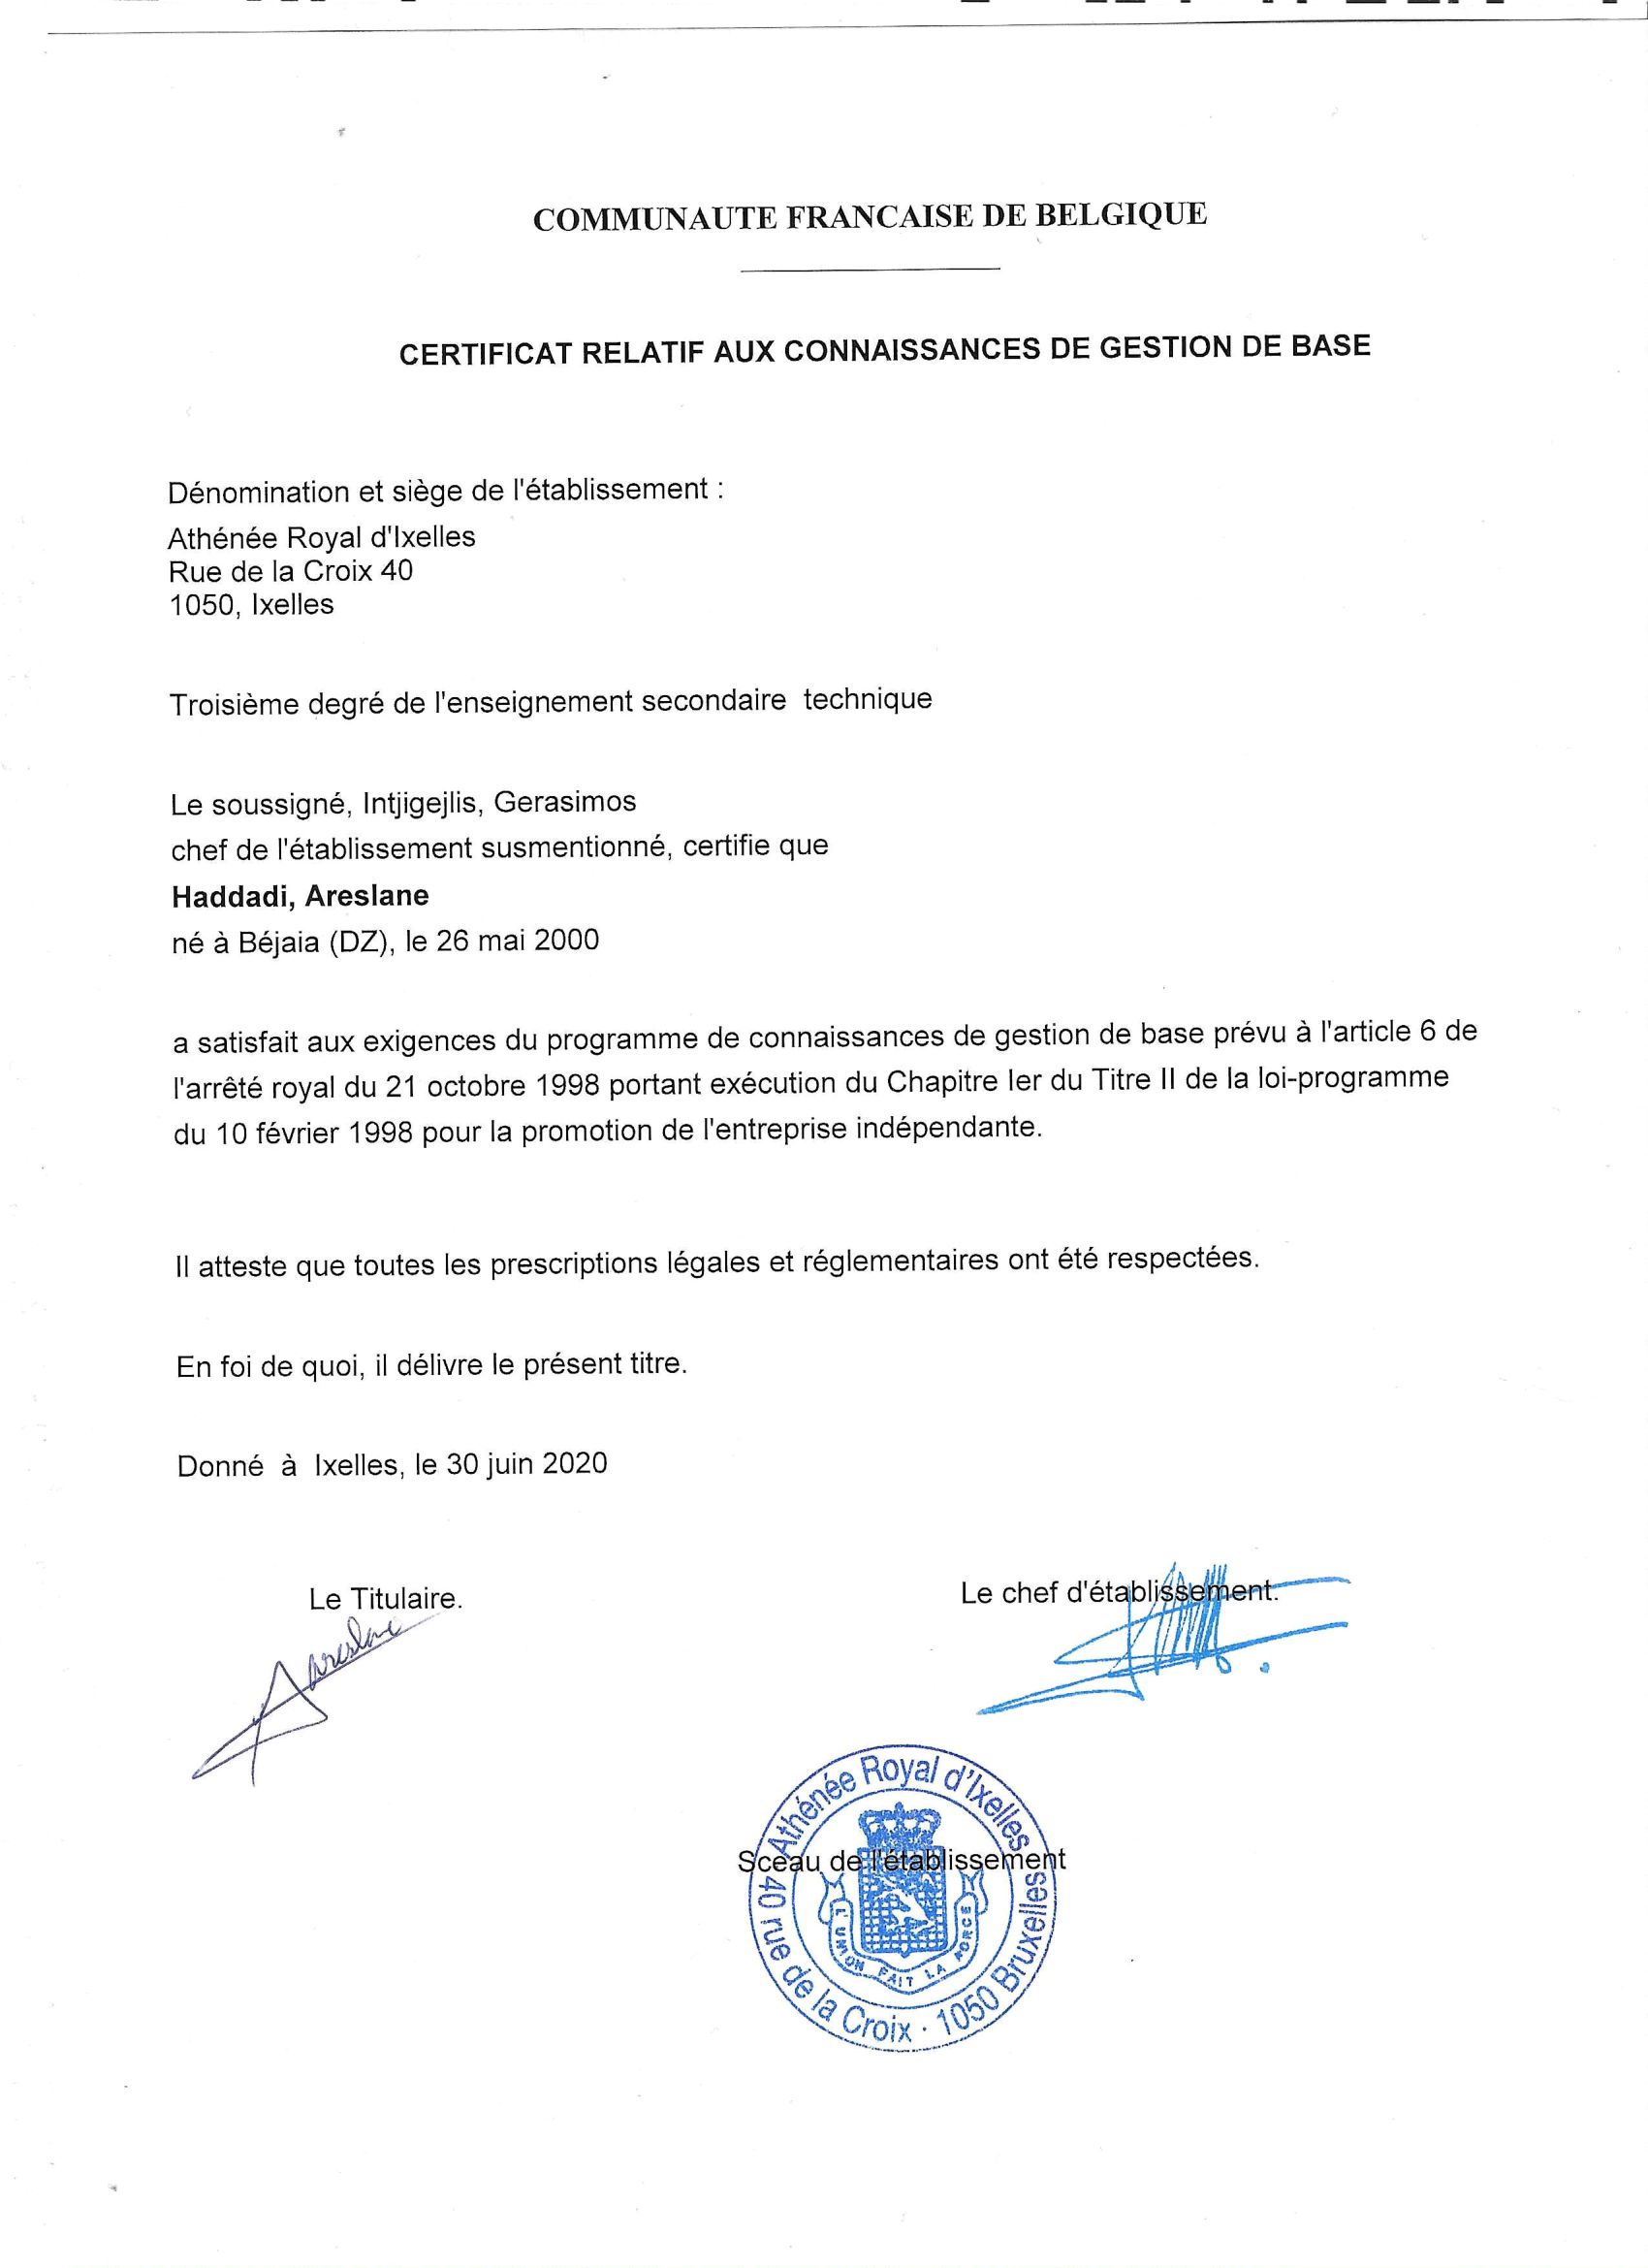 COMMUNAUTE FRANCAISE DE BELGIQUE
CERTIFICAT RELATIF AUX CONNAISSANCES DE GESTION DE BASE
Dénomination et siège de l'établissement :
Athénée Royal d'Ixelles
Rue de la Croix 40
1050, Ixelles
Troisième degré de l'enseignement secondaire technique
Le soussigné, Intjigejlis, Gerasimos
chef de l'établissement susmentionné, certifie que
Haddadi, Areslane
né à Béjaia (DZ), le 26 mai 2000
a satisfait aux exigences du programme de connaissances de gestion de base prévu à l'article 6 de
l'arrêté royal du 21 octobre 1998 portant exécution du Chapitre Ier du Titre II de la loi-programme
du 10 février 1998 pour la promotion de l'entreprise indépendante.
Il atteste que toutes les prescriptions légales et réglementaires ont été respectées.
En foi de quoi, il délivre le présent titre.
Donné à Ixelles, le 30 juin 2020
Le Titulaire.
Le chef d'établissement.
Areslane
Athénée Royal d'Ixelles
Sceau de l'établissement
L'UNION FAIT LA FORCE
40 rue de la Croix · 1050 Bruxelles